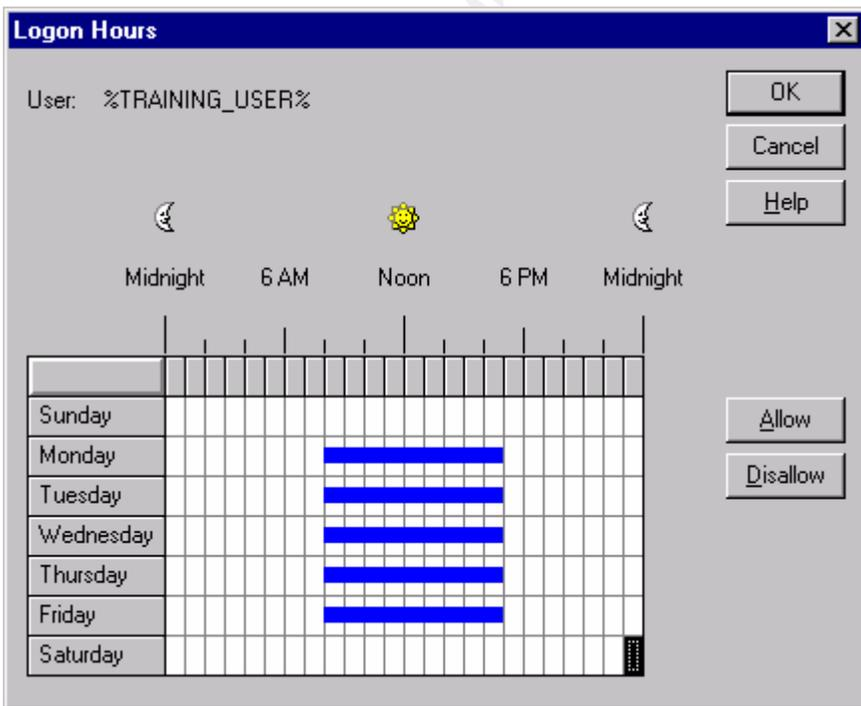 Logon Hours
User: %TRAINING_USER%
OK
Cancel
Help
Midnight 6 AM Noon 6 PM Midnight
Sunday
Monday
Tuesday
Wednesday
Thursday
Friday
Saturday
Allow
Disallow